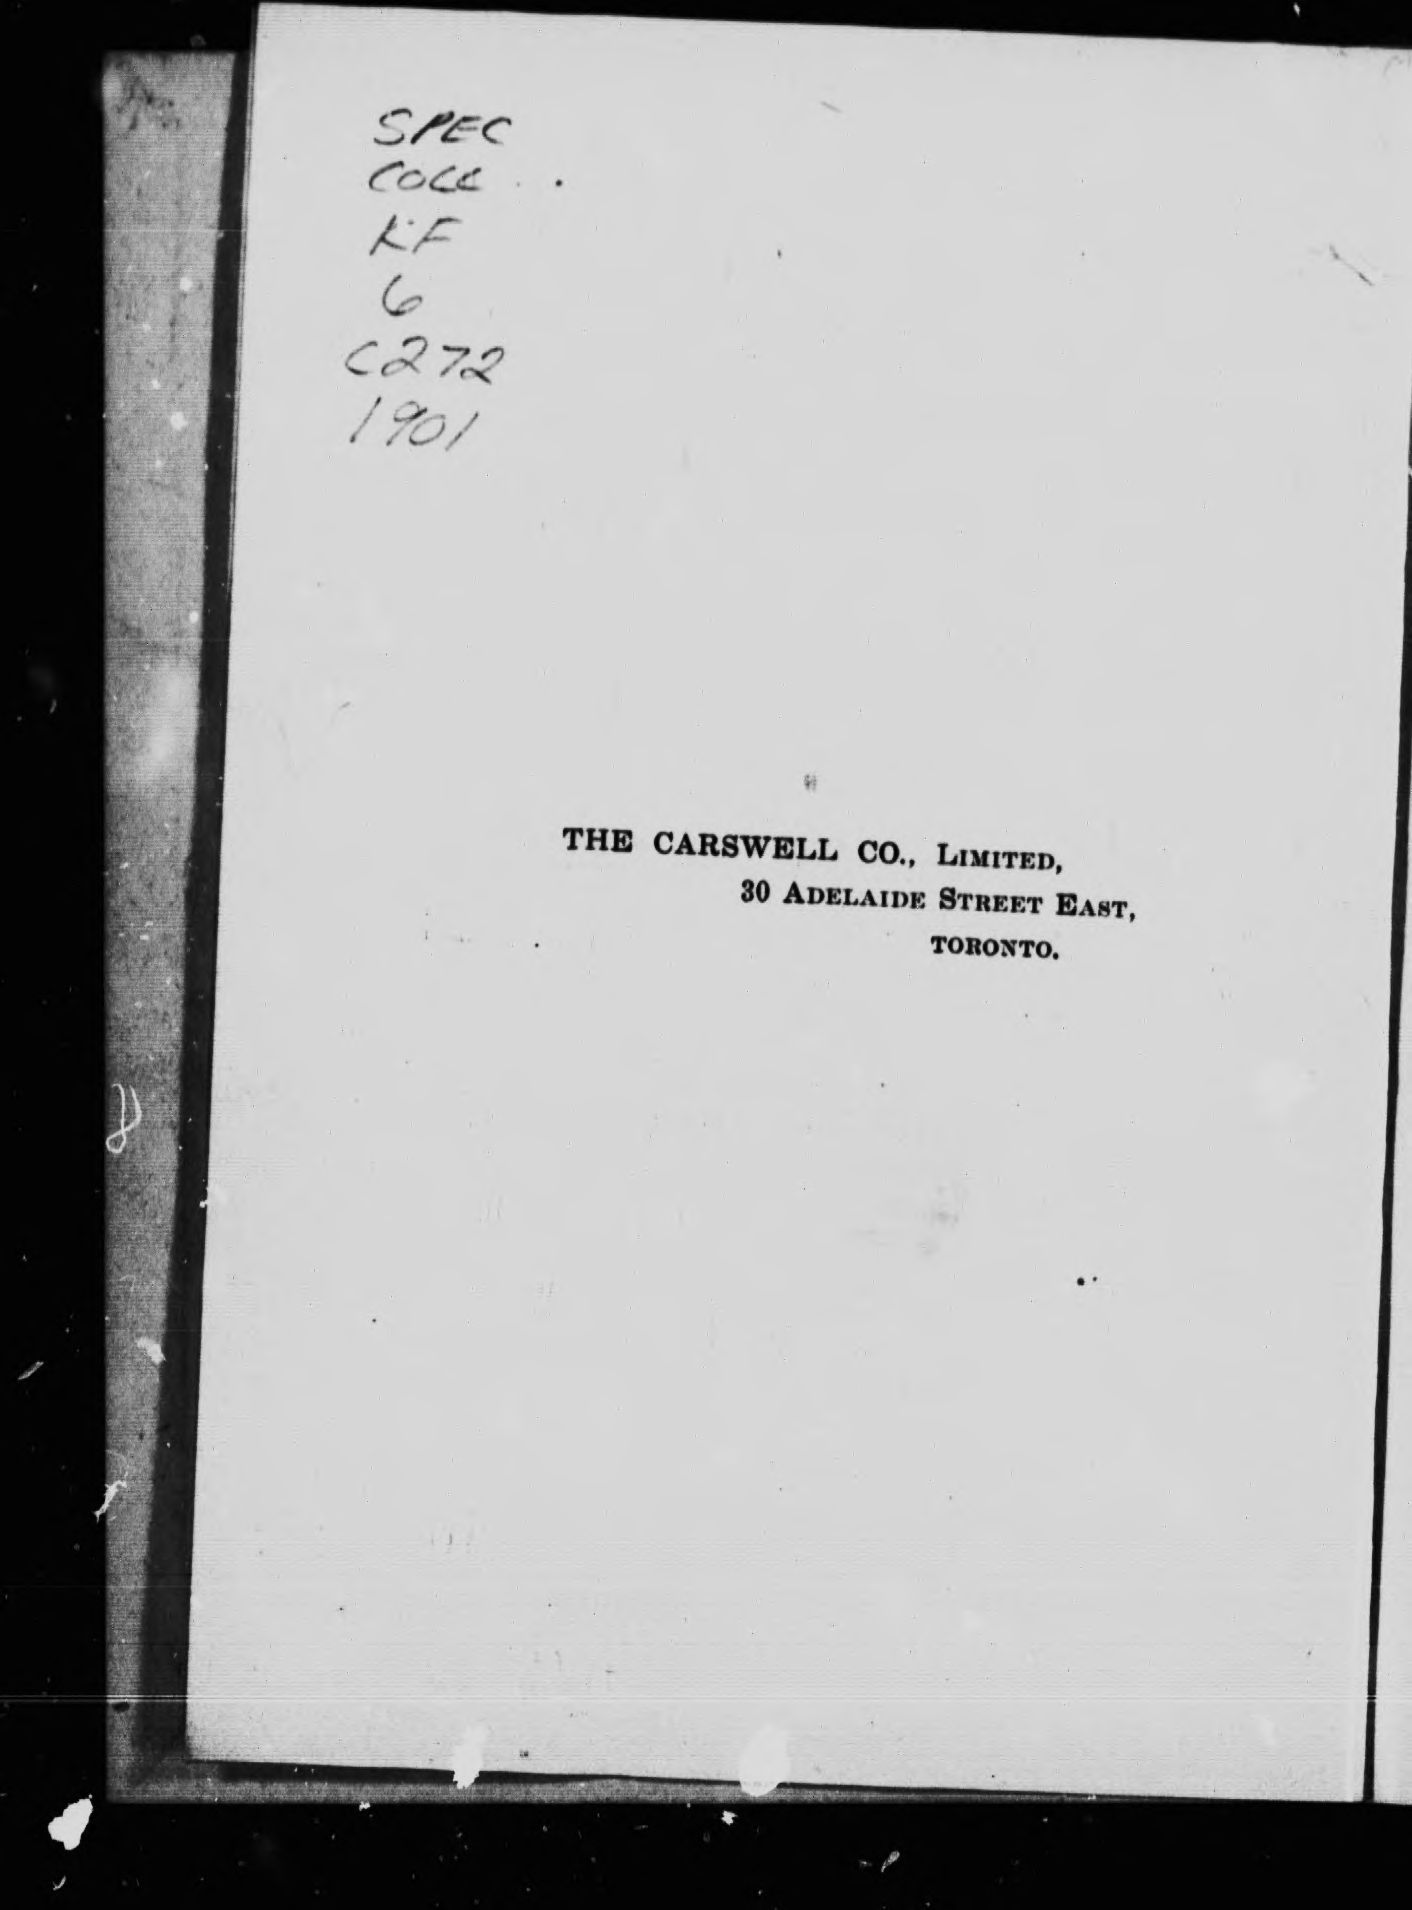 SPEC
COLL
KF
6
C272
1901
THE CARSWELL CO., LIMITED,
30 ADELAIDE STREET EAST,
TORONTO.